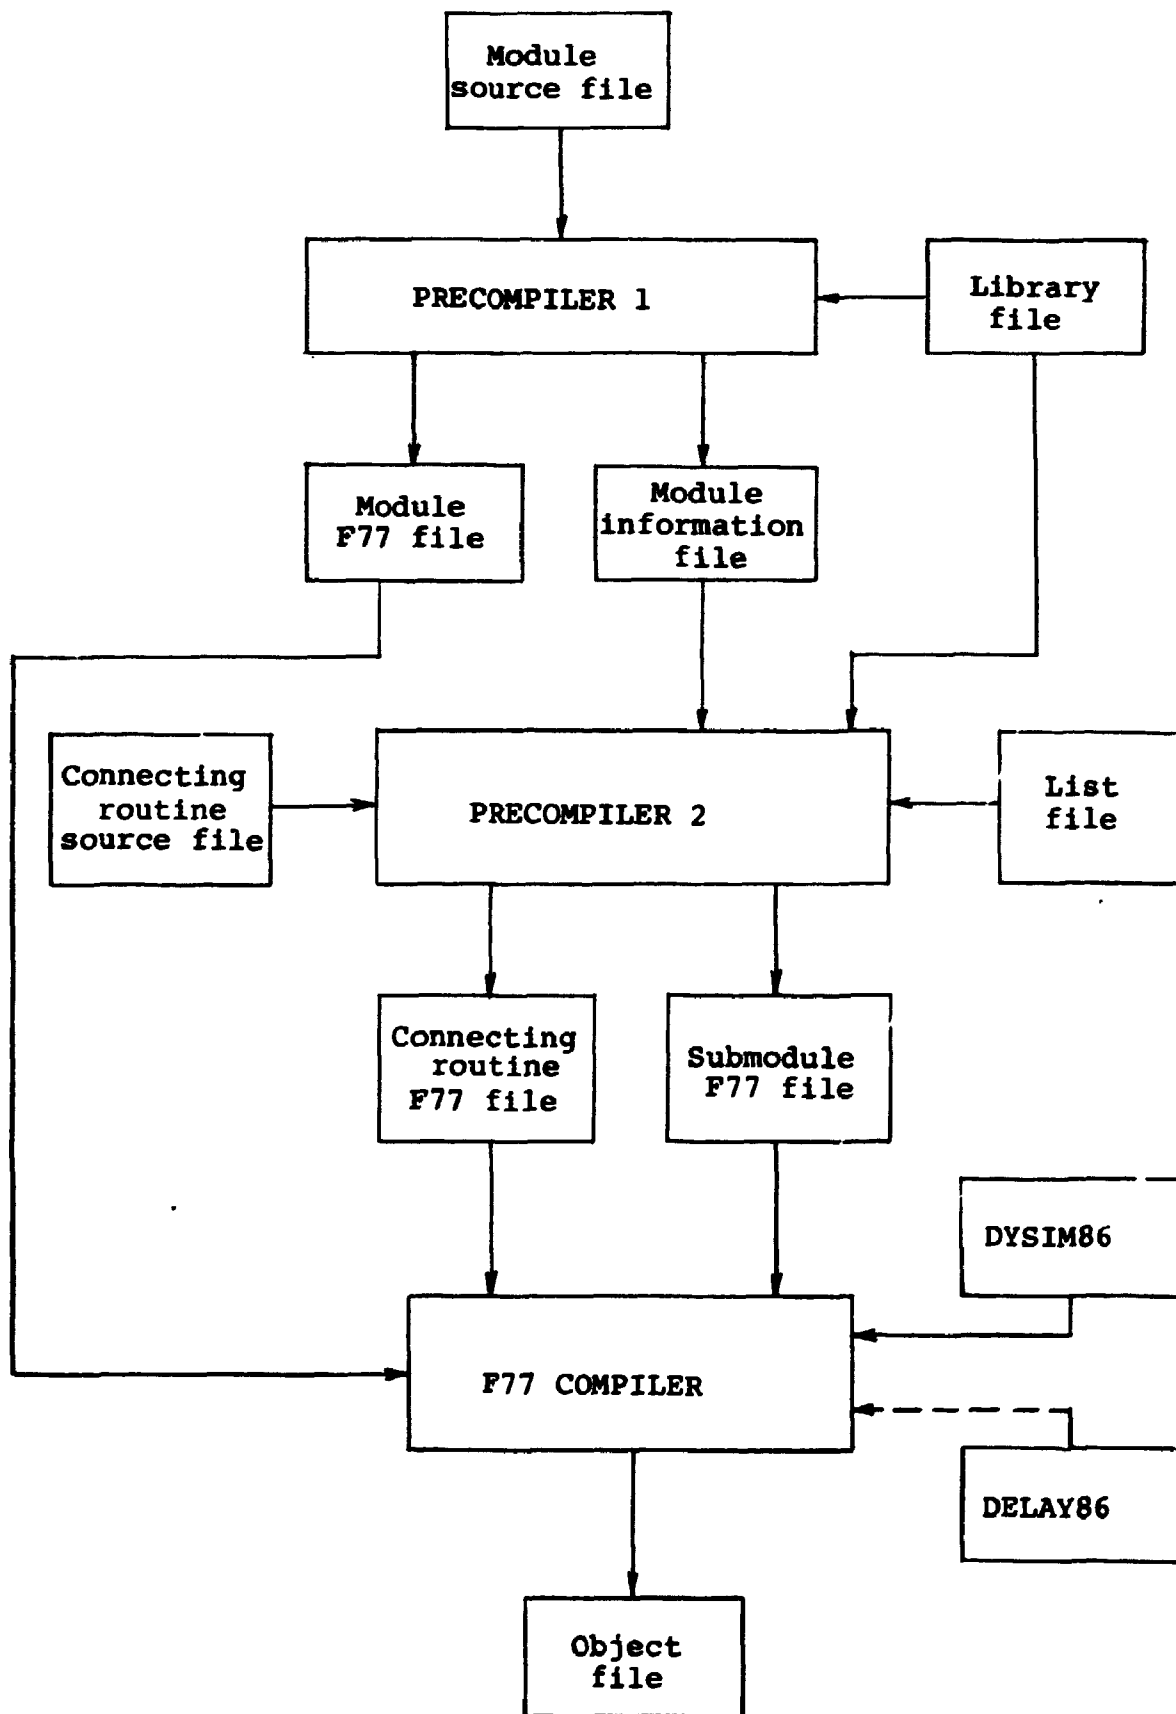 Module
source file
PRECOMPILER 1
Library
file
Module
F77 file
Module
information
file
Connecting
routine
source file
PRECOMPILER 2
List
file
Connecting
routine
F77 file
Submodule
F77 file
DYSIM86
F77 COMPILER
DELAY86
Object
file